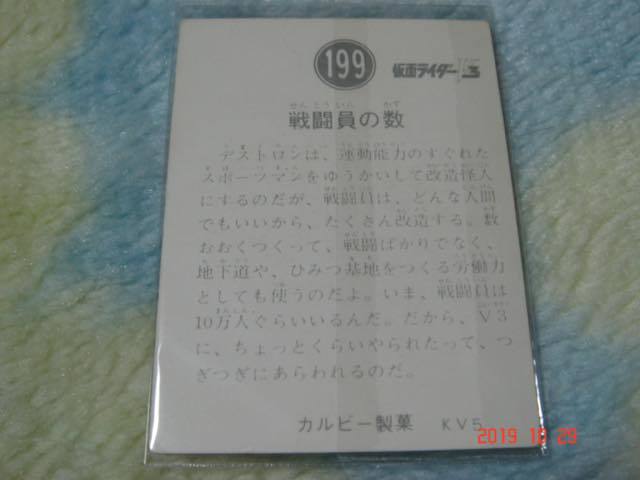 199
仮面ライダーV3
せんとういん かず
戦闘員の数
デストロンは、運動能力のすぐれた
スポーツマンをゆうかいして改造怪人
にするのだが、戦闘員は、どんな人間
でもいいから、たくさん改造する。数
おおくつくって、戦闘ばかりでなく、
地下道や、ひみつ基地をつくる労働力
としても使うのだよ。いま、戦闘員は
10万人ぐらいいるんだ。だから、V3
に、ちょっとくらいやられたって、つ
ぎつぎにあらわれるのだ。
カルビー製菓 KV5
2019 10 29